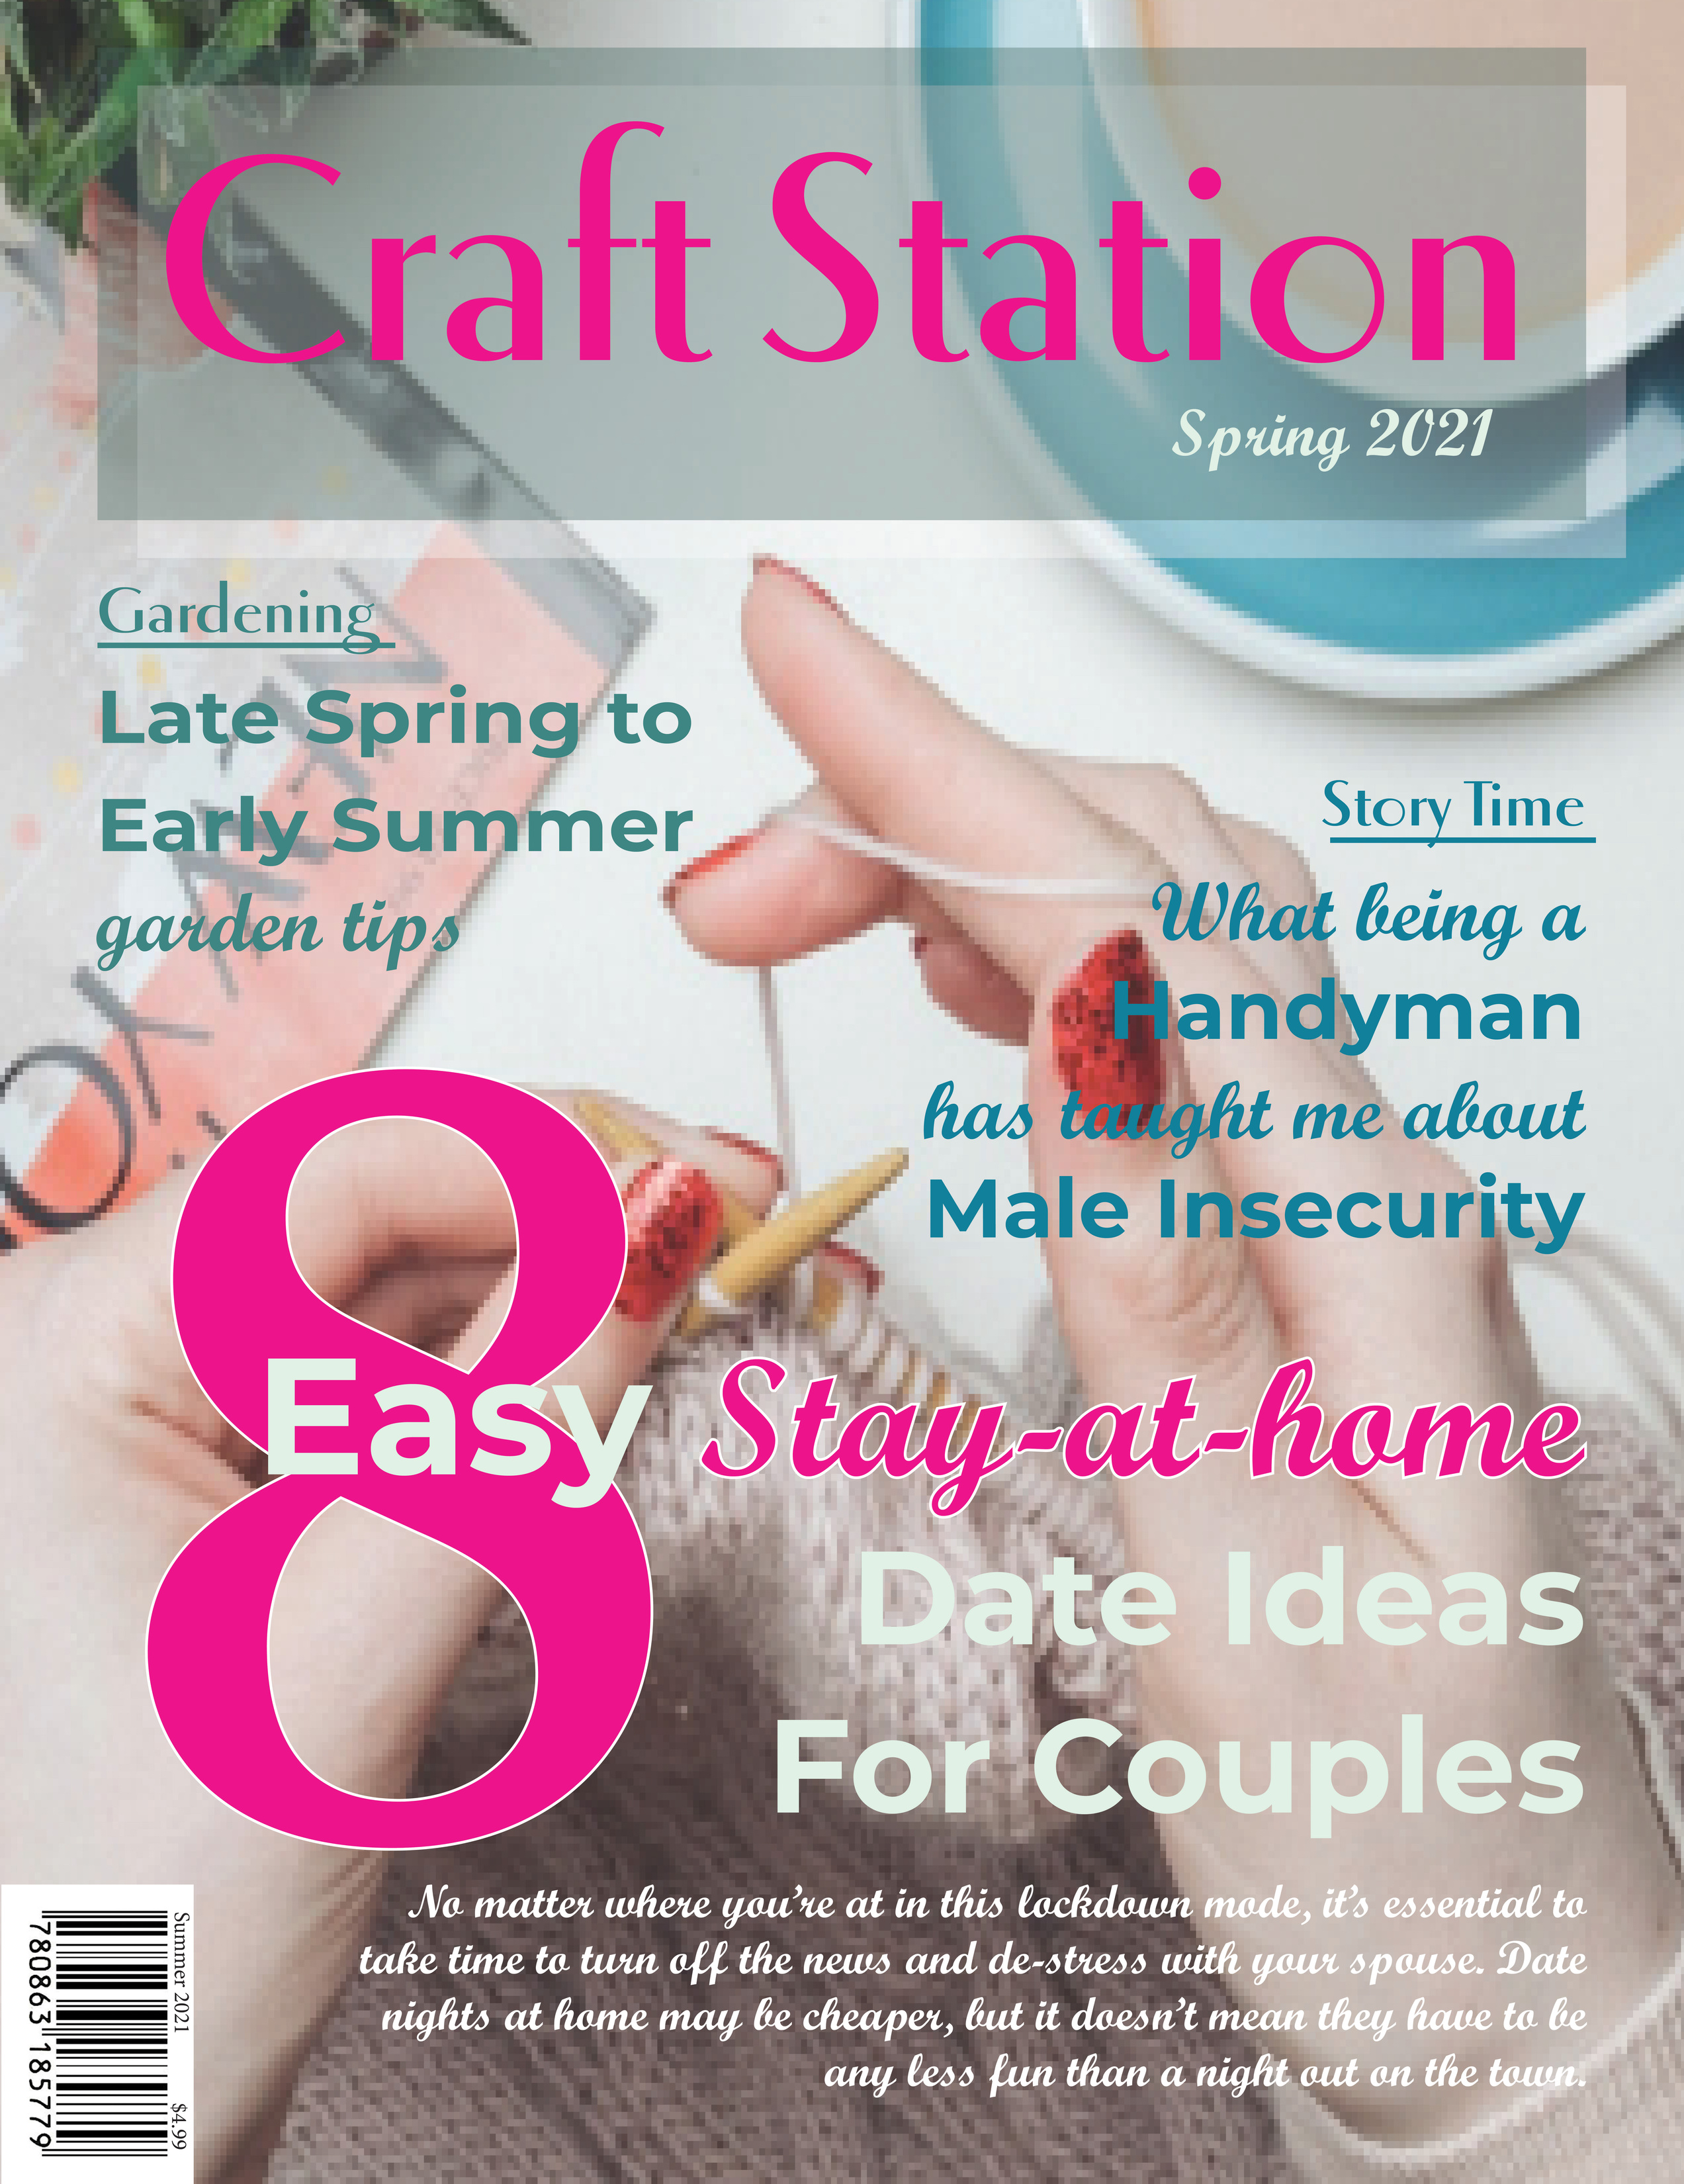 Craft Station
Spring 2021
Gardening
Late Spring to
Early Summer
garden tips
Story Time
What being a
Handyman
has taught me about
Male Insecurity
8
Easy Stay-at-home
Date Ideas
For Couples
No matter where you're at in this lockdown mode, it's essential to
take time to turn off the news and de-stress with your spouse. Date
nights at home may be cheaper, but it doesn't mean they have to be
any less fun than a night out on the town.
Summer 2021 $4.99
780863 185779